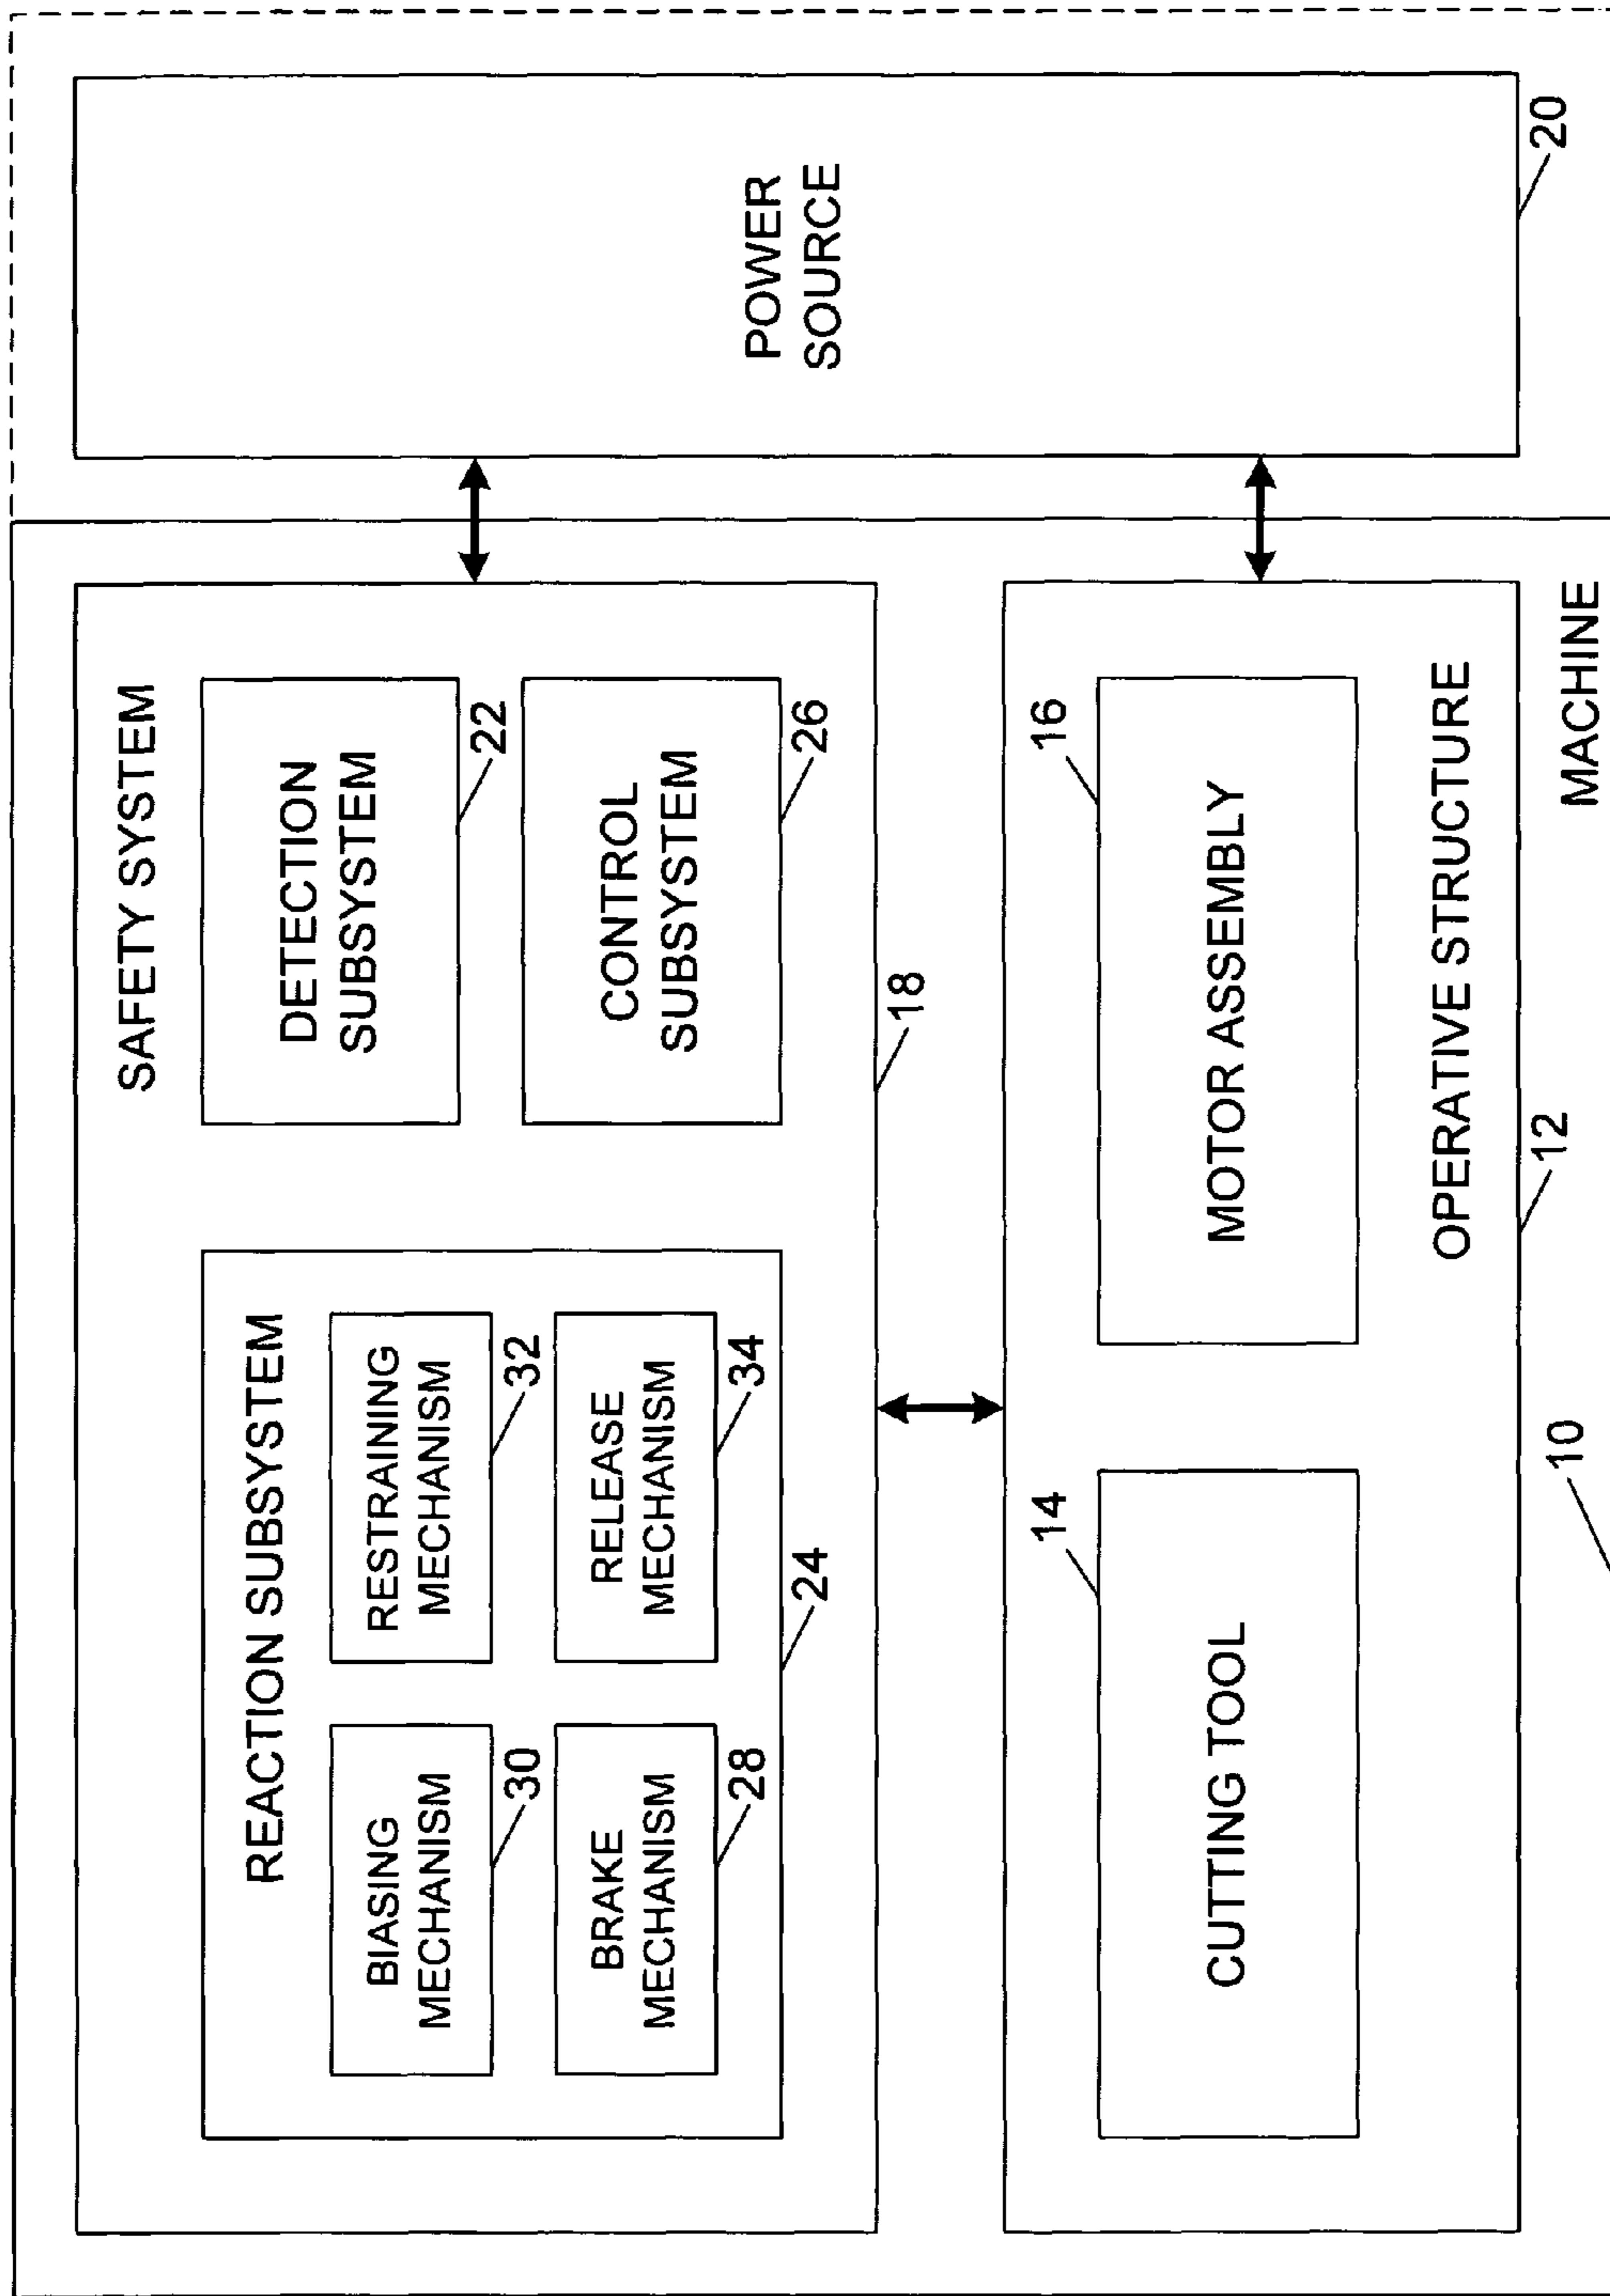 SAFETY SYSTEM
REACTION SUBSYSTEM
BIASING
MECHANISM
30
RESTRAINING
MECHANISM
32
BRAKE
MECHANISM
28
RELEASE
MECHANISM
34
24
DETECTION
SUBSYSTEM
22
CONTROL
SUBSYSTEM
26
18
POWER
SOURCE
20
14
CUTTING TOOL
16
MOTOR ASSEMBLY
OPERATIVE STRUCTURE
12
10
MACHINE